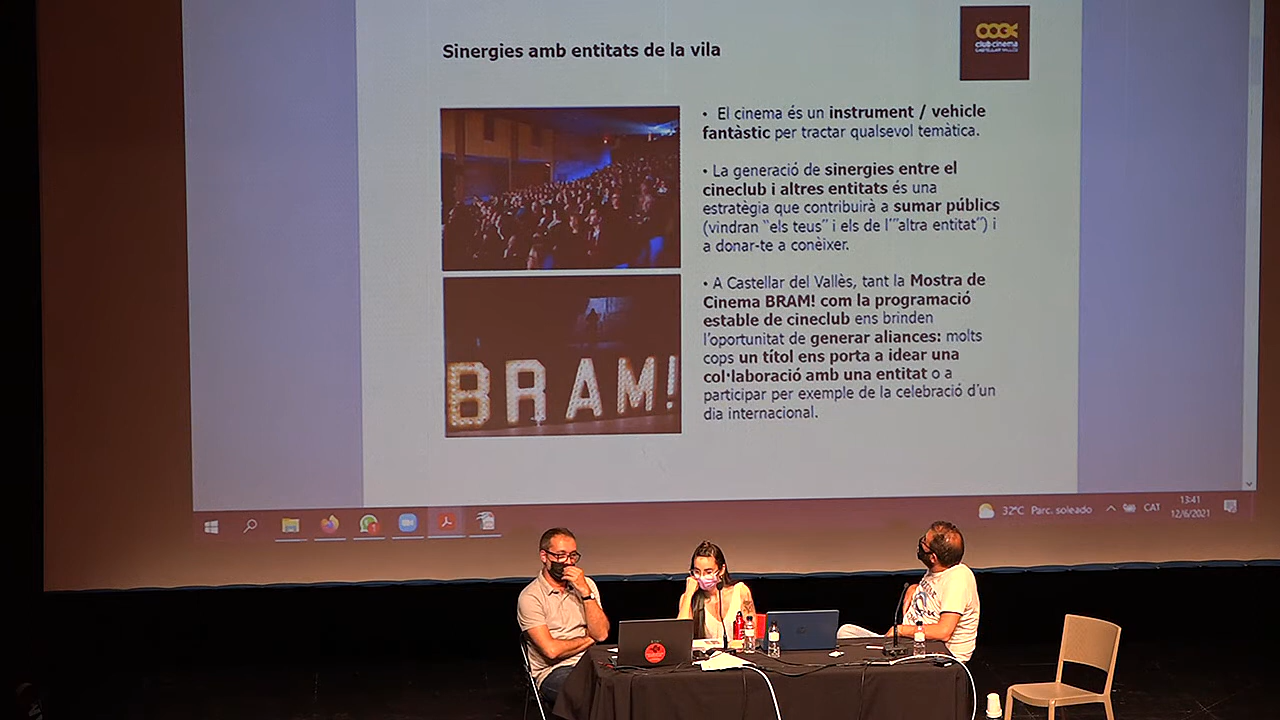 Sinergies amb entitats de la vila
club cinema
CASTELLAR VALLÈS
• El cinema és un instrument / vehicle
fantàstic per tractar qualsevol temàtica.
• La generació de sinergies entre el
cineclub i altres entitats és una
estratègia que contribuirà a sumar públics
(vindran “els teus” i els de l’“altra entitat”) i
a donar-te a conèixer.
• A Castellar del Vallès, tant la Mostra de
Cinema BRAM! com la programació
estable de cineclub ens brinden
l’oportunitat de generar aliances: molts
cops un títol ens porta a idear una
col·laboració amb una entitat o a
participar per exemple de la celebració d’un
dia internacional.
BRAM!
32°C Parc. soleado
CAT
13:41
12/6/2021